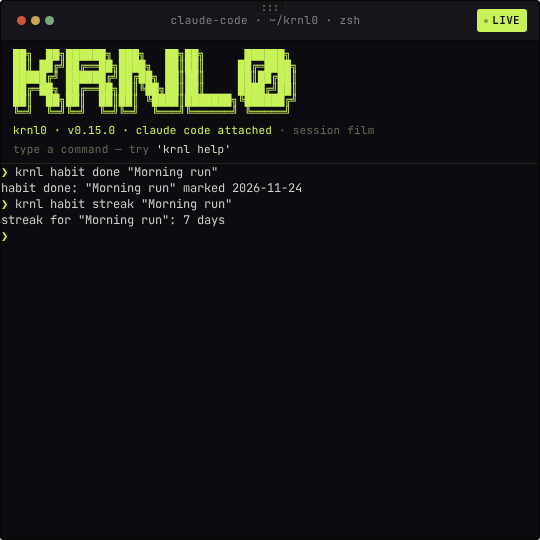 :::
claude-code · ~/krnl0 · zsh
LIVE
KRNL0
krnl0 · v0.15.0 · claude code attached · session film
type a command — try 'krnl help'
❯ krnl habit done "Morning run"
habit done: "Morning run" marked 2026-11-24
❯ krnl habit streak "Morning run"
streak for "Morning run": 7 days
❯